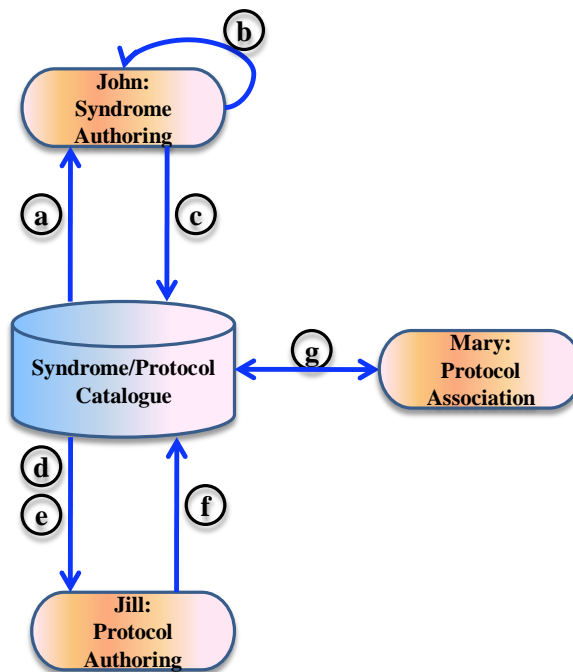 b
John:
Syndrome
Authoring
a
c
Syndrome/Protocol
Catalogue
g
Mary:
Protocol
Association
d
e
f
Jill:
Protocol
Authoring